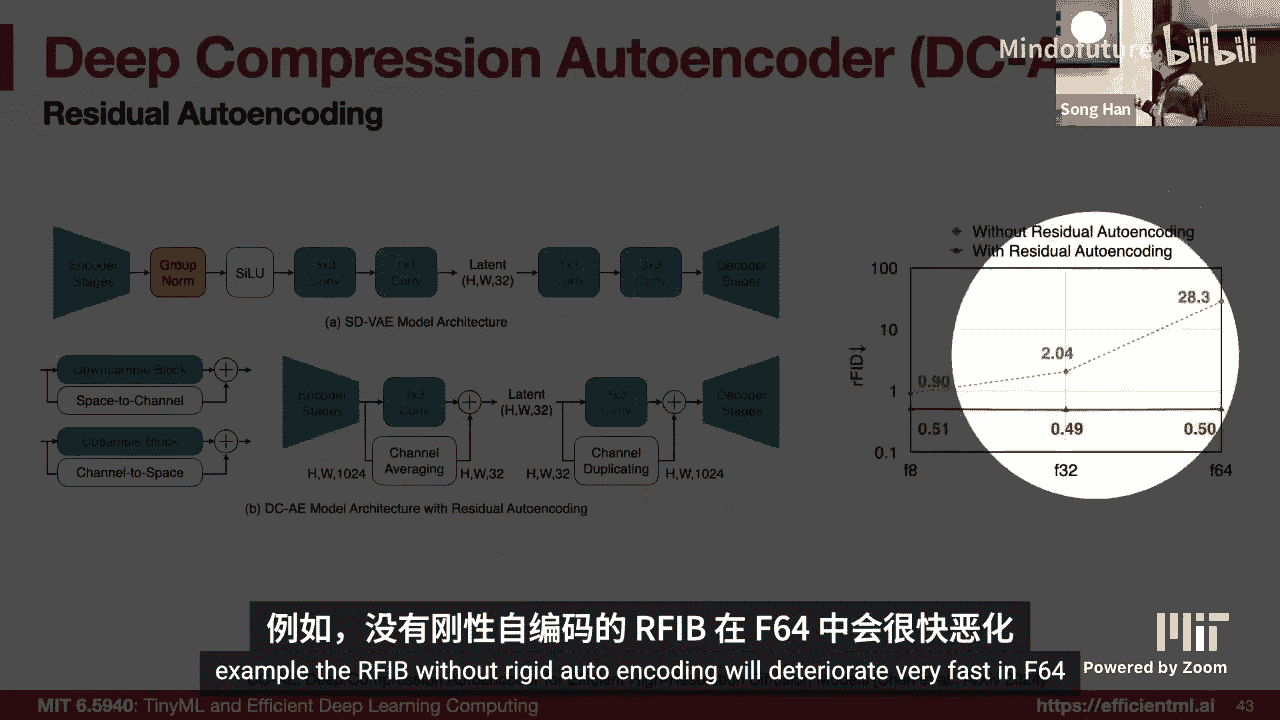 Deep Compression Autoencoder (DC-A
Mindofuture bilibili
Residual Autoencoding
Song Han
Encoder
Stages
Group
Norm
SiLU
3x3
Conv
1x1
Conv
Latent
(H,W,32)
1x1
Conv
3x3
Conv
Decoder
Stages
(a) SD-VAE Model Architecture
Downsample Block
Space-to-Channel
Upsample Block
Channel-to-Space
Encoder
Stages
3x3
Conv
Channel
Averaging
H,W,1024
H,W,32
Latent
(H,W,32)
3x3
Conv
Channel
Duplicating
H,W,32
H,W,1024
Decoder
Stages
(b) DC-AE Model Architecture with Residual Autoencoding
Without Residual Autoencoding
With Residual Autoencoding
rFID↓
100
10
1
0.1
28.3
2.04
0.90
0.51
0.49
0.50
f8
f32
f64
例如，没有刚性自编码的 RFIB 在 F64 中会很快恶化
example the RFIB without rigid auto encoding will deteriorate very fast in F64
MIT
Powered by Zoom
MIT 6.5940: TinyML and Efficient Deep Learning Computing
https://efficientml.ai
43